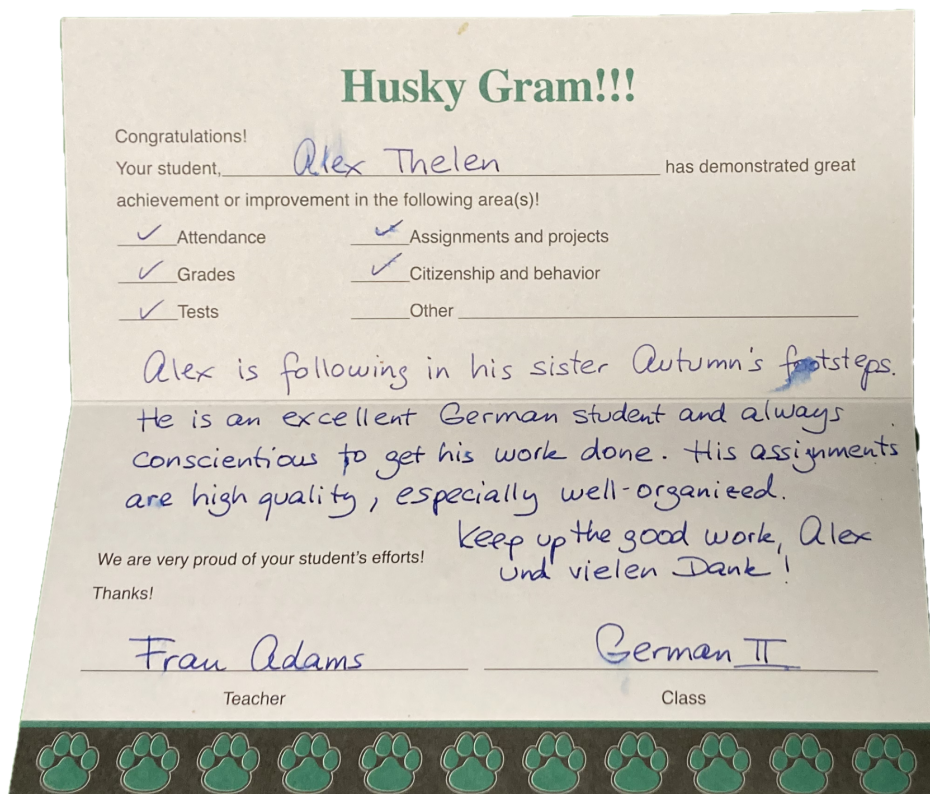 Husky Gram!!!
Congratulations!
Your student, Alex Thelen has demonstrated great
achievement or improvement in the following area(s)!
✓ Attendance ✓ Assignments and projects
✓ Grades ✓ Citizenship and behavior
✓ Tests Other
Alex is following in his sister Autumn's footsteps.
He is an excellent German student and always
conscientious to get his work done. His assignments
are high quality, especially well-organized.
Keep up the good work, Alex
und vielen Dank!
We are very proud of your student's efforts!
Thanks!
Frau Adams German II
Teacher Class